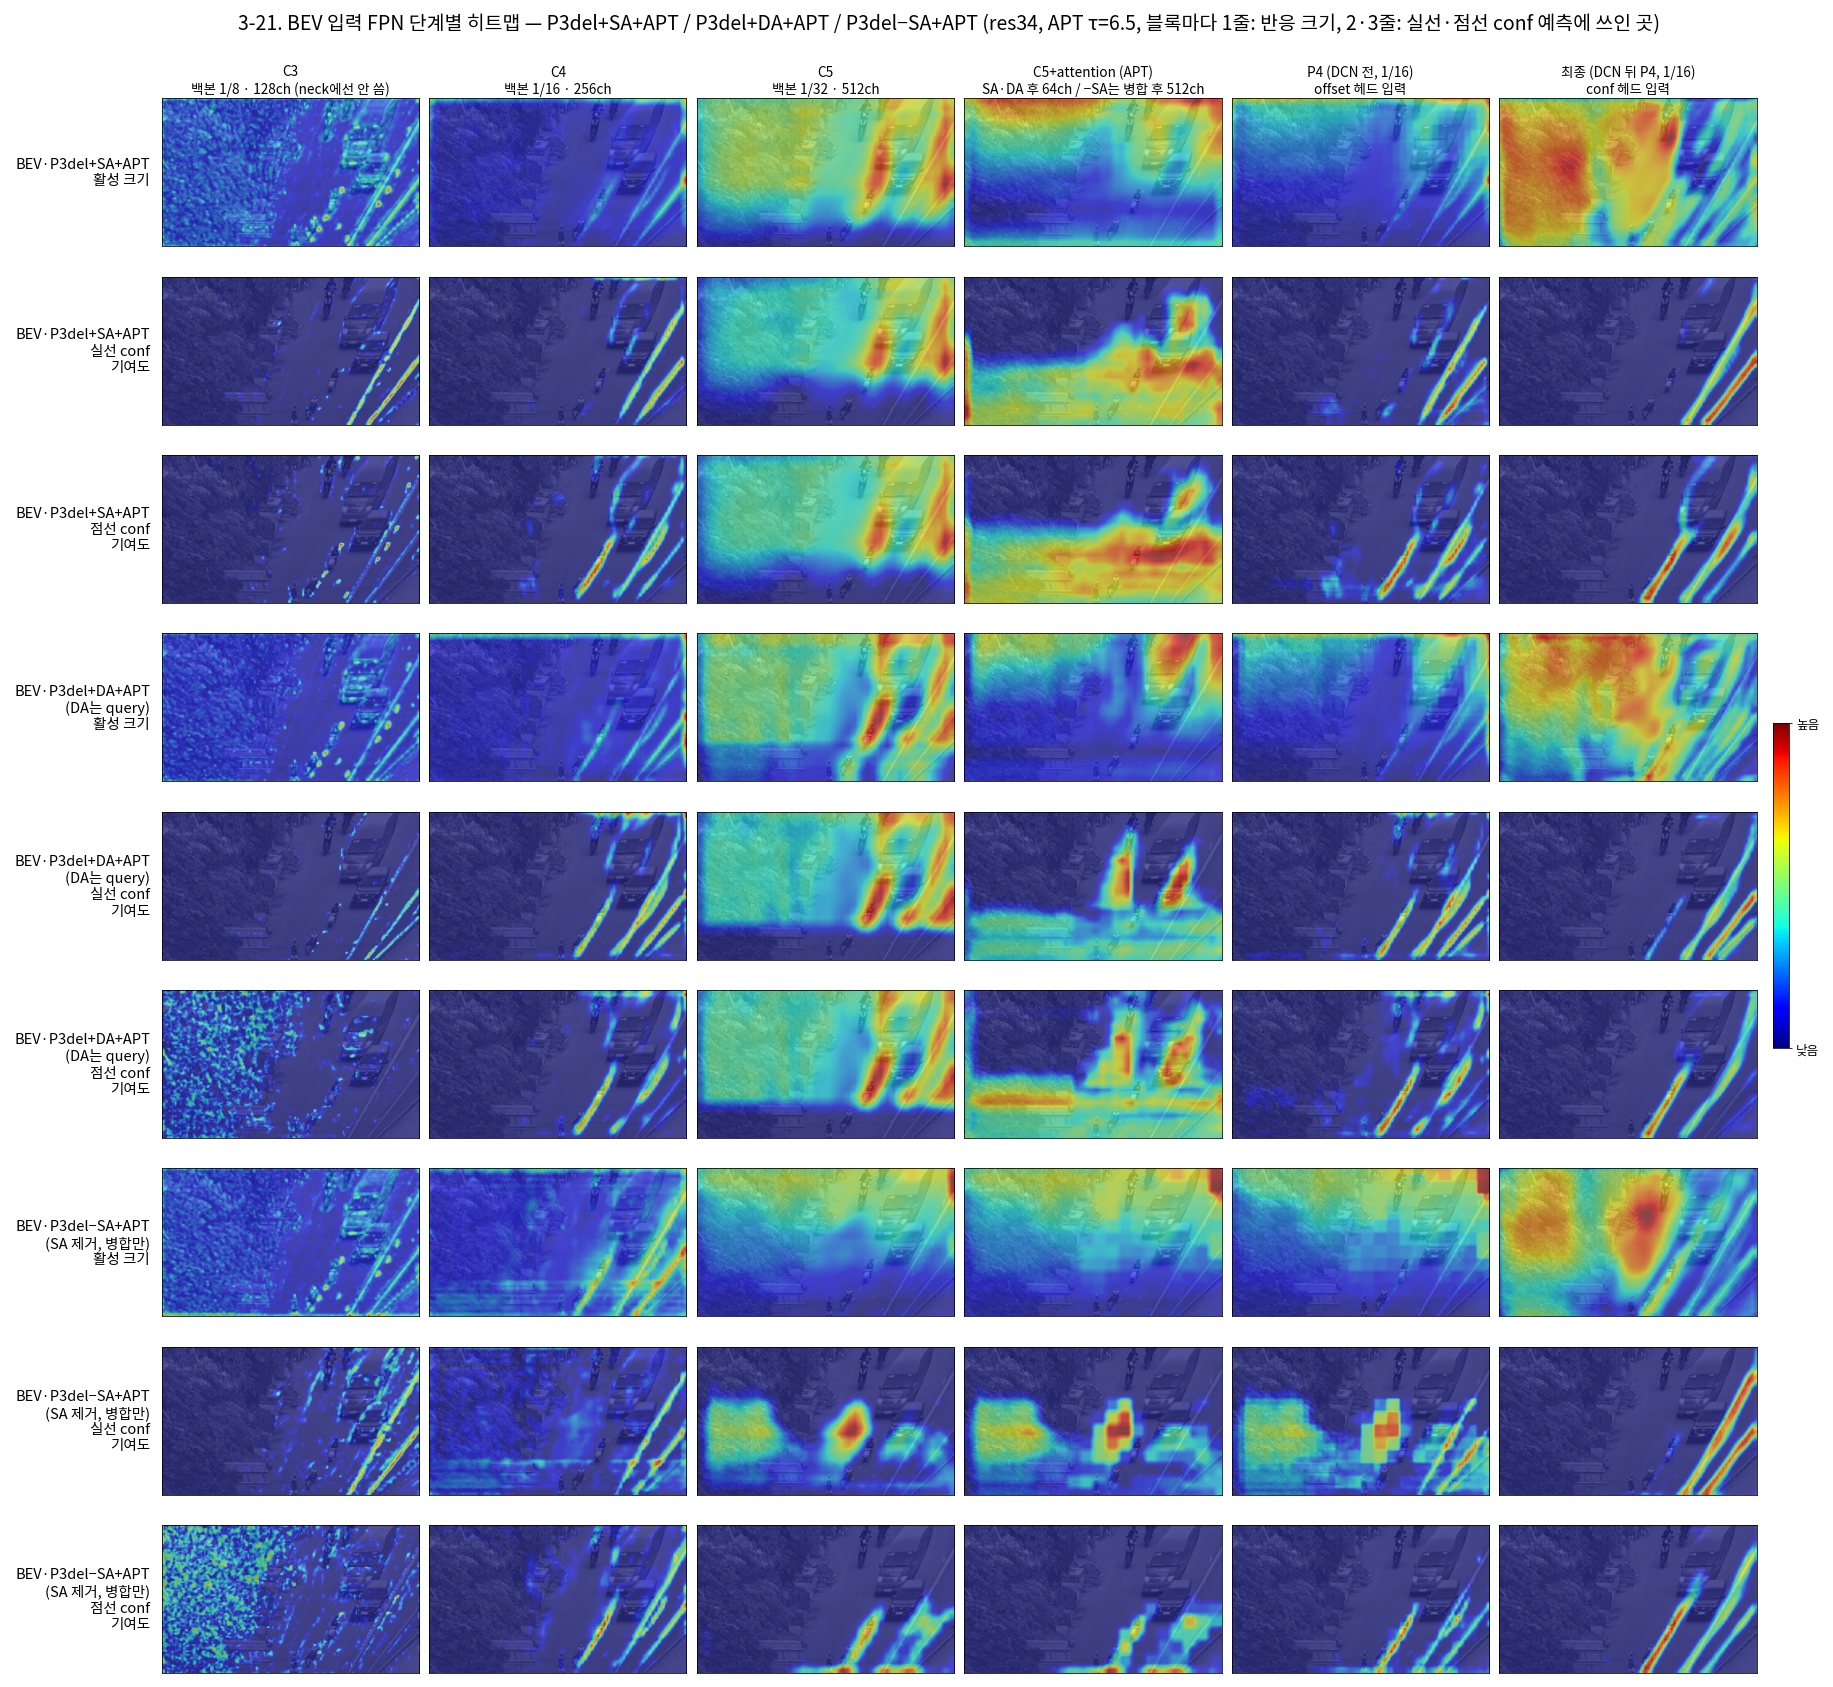 3-21. BEV 입력 FPN 단계별 히트맵 — P3del+SA+APT / P3del+DA+APT / P3del−SA+APT (res34, APT τ=6.5, 블록마다 1줄: 반응 크기, 2·3줄: 실선·점선 conf 예측에 쓰인 곳)
C3
백본 1/8 · 128ch (neck에선 안 씀)
C4
백본 1/16 · 256ch
C5
백본 1/32 · 512ch
C5+attention (APT)
SA·DA 후 64ch / −SA는 병합 후 512ch
P4 (DCN 전, 1/16)
offset 헤드 입력
최종 (DCN 뒤 P4, 1/16)
conf 헤드 입력
BEV·P3del+SA+APT
활성 크기
BEV·P3del+SA+APT
실선 conf
기여도
BEV·P3del+SA+APT
점선 conf
기여도
BEV·P3del+DA+APT
(DA는 query)
활성 크기
BEV·P3del+DA+APT
(DA는 query)
실선 conf
기여도
BEV·P3del+DA+APT
(DA는 query)
점선 conf
기여도
BEV·P3del−SA+APT
(SA 제거, 병합만)
활성 크기
BEV·P3del−SA+APT
(SA 제거, 병합만)
실선 conf
기여도
BEV·P3del−SA+APT
(SA 제거, 병합만)
점선 conf
기여도
높음
낮음